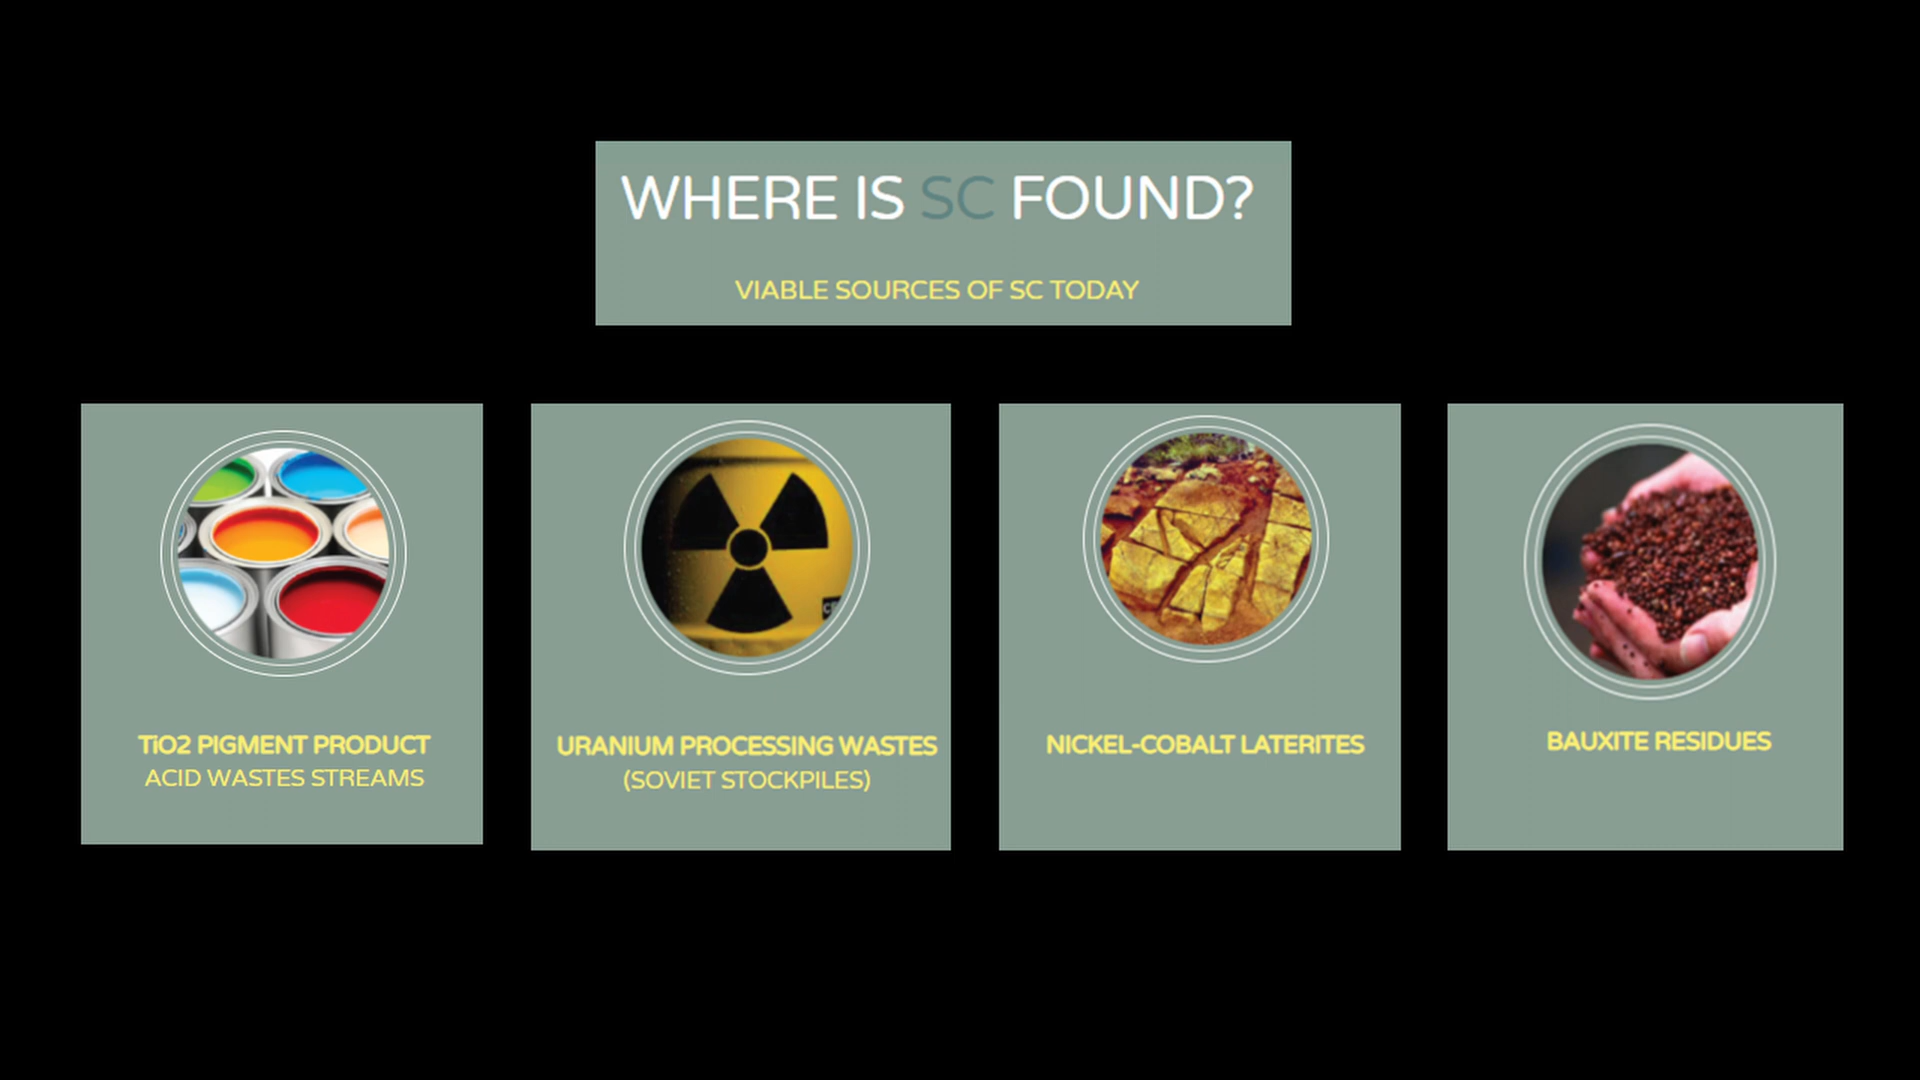 WHERE IS SC FOUND?
VIABLE SOURCES OF SC TODAY
TiO2 PIGMENT PRODUCT
ACID WASTES STREAMS
URANIUM PROCESSING WASTES
(SOVIET STOCKPILES)
NICKEL-COBALT LATERITES
BAUXITE RESIDUES